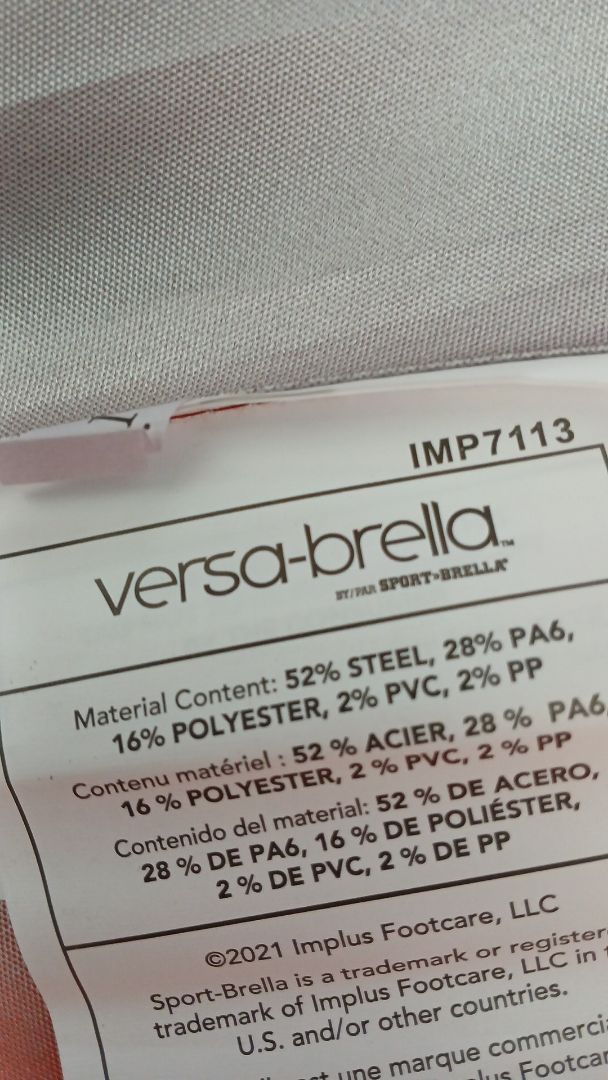 IMP7113
versa-brella™
BY/PAR SPORT-BRELLA®
Material Content: 52% STEEL, 28% PA6,
16% POLYESTER, 2% PVC, 2% PP
Contenu matériel : 52 % ACIER, 28 % PA6,
16 % POLYESTER, 2 % PVC, 2 % PP
Contenido del material: 52 % DE ACERO,
28 % DE PA6, 16 % DE POLIÉSTER,
2 % DE PVC, 2 % DE PP
©2021 Implus Footcare, LLC
Sport-Brella is a trademark or
trademark of Implus Footcare, LLC in
U.S. and/or other countries.
une marque